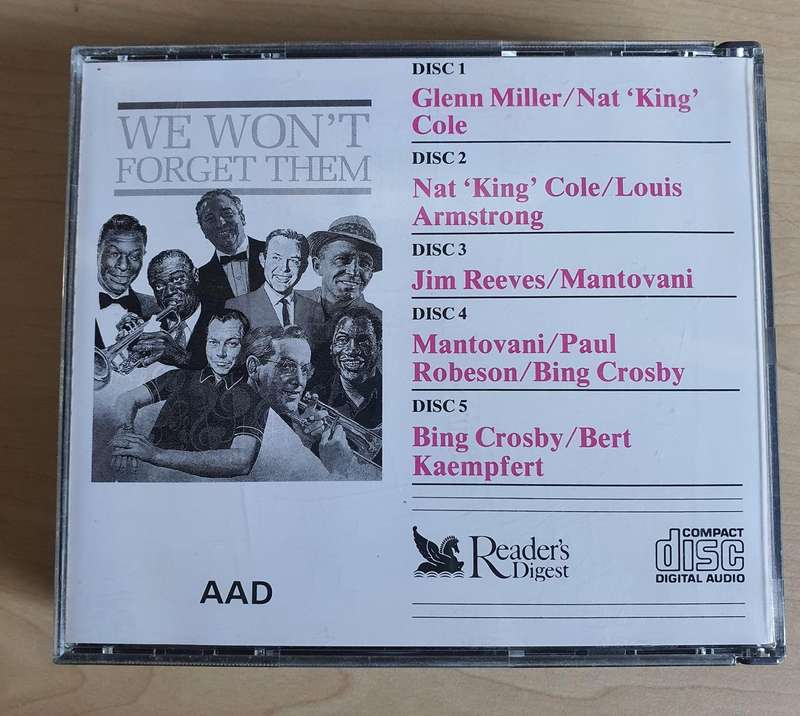 WE WON'T
FORGET THEM
AAD
DISC 1
Glenn Miller/Nat ‘King’
Cole
DISC 2
Nat ‘King’ Cole/Louis
Armstrong
DISC 3
Jim Reeves/Mantovani
DISC 4
Mantovani/Paul
Robeson/Bing Crosby
DISC 5
Bing Crosby/Bert
Kaempfert
Reader's
Digest
COMPACT
disc
DIGITAL AUDIO